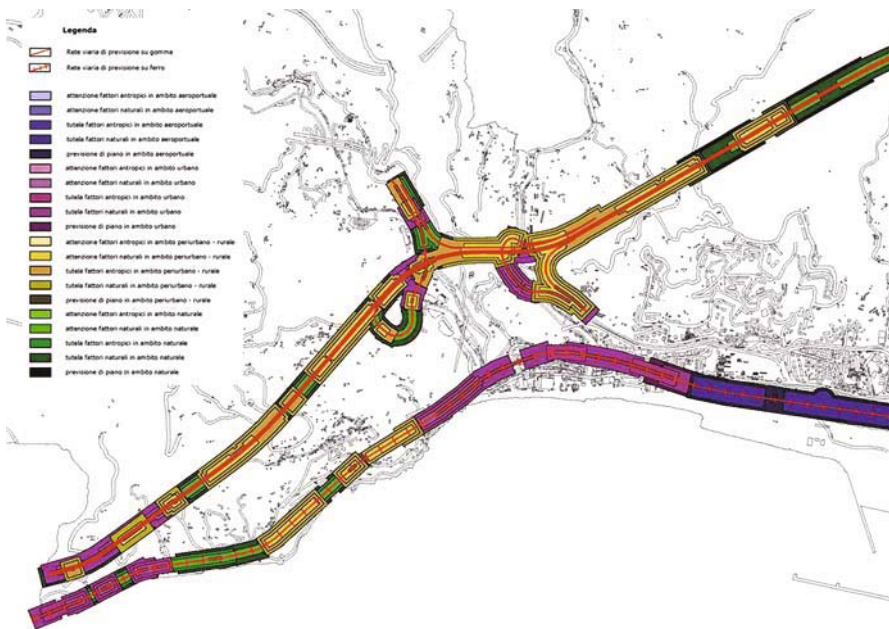 Legenda
Rete viaria di previsione su gomma
Rete viaria di previsione su ferro
attenzione fattori antropici in ambito aeroportuale
attenzione fattori naturali in ambito aeroportuale
tutela fattori antropici in ambito aeroportuale
tutela fattori naturali in ambito aeroportuale
previsione di piano in ambito aeroportuale
attenzione fattori antropici in ambito urbano
attenzione fattori naturali in ambito urbano
tutela fattori antropici in ambito urbano
tutela fattori naturali in ambito urbano
previsione di piano in ambito urbano
attenzione fattori antropici in ambito periurbano - rurale
attenzione fattori naturali in ambito periurbano - rurale
tutela fattori antropici in ambito periurbano - rurale
tutela fattori naturali in ambito periurbano - rurale
previsione di piano in ambito periurbano - rurale
attenzione fattori antropici in ambito naturale
attenzione fattori naturali in ambito naturale
tutela fattori antropici in ambito naturale
tutela fattori naturali in ambito naturale
previsione di piano in ambito naturale